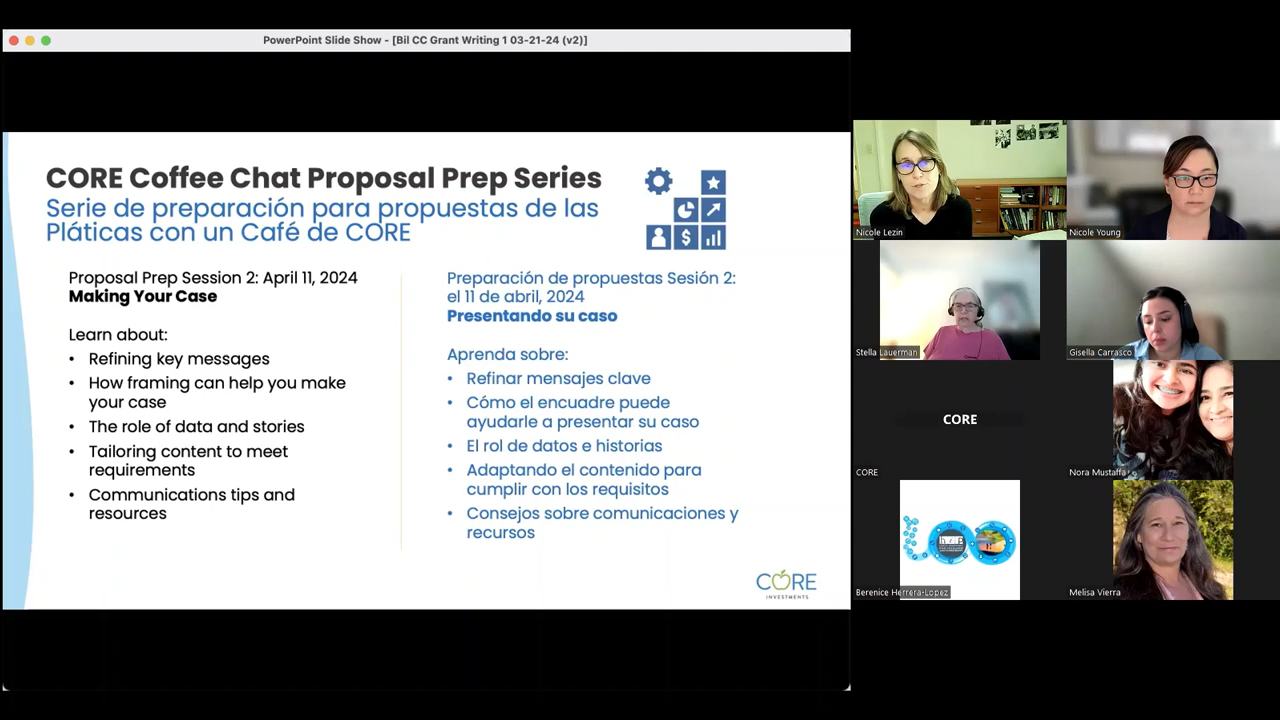 PowerPoint Slide Show - [Bil CC Grant Writing 1 03-21-24 (v2)]
CORE Coffee Chat Proposal Prep Series
Serie de preparación para propuestas de las
Pláticas con un Café de CORE
Proposal Prep Session 2: April 11, 2024
Making Your Case
Learn about:
• Refining key messages
• How framing can help you make
your case
• The role of data and stories
• Tailoring content to meet
requirements
• Communications tips and
resources
Preparación de propuestas Sesión 2:
el 11 de abril, 2024
Presentando su caso
Aprenda sobre:
• Refinar mensajes clave
• Cómo el encuadre puede
ayudarle a presentar su caso
• El rol de datos e historias
• Adaptando el contenido para
cumplir con los requisitos
• Consejos sobre comunicaciones y
recursos
CORE
INVESTMENTS
Nicole Lezin
Nicole Young
Stella Lauerman
Gisella Carrasco
CORE
CORE
Nora Mustaffa
Berenice Herrera-Lopez
Melisa Vierra